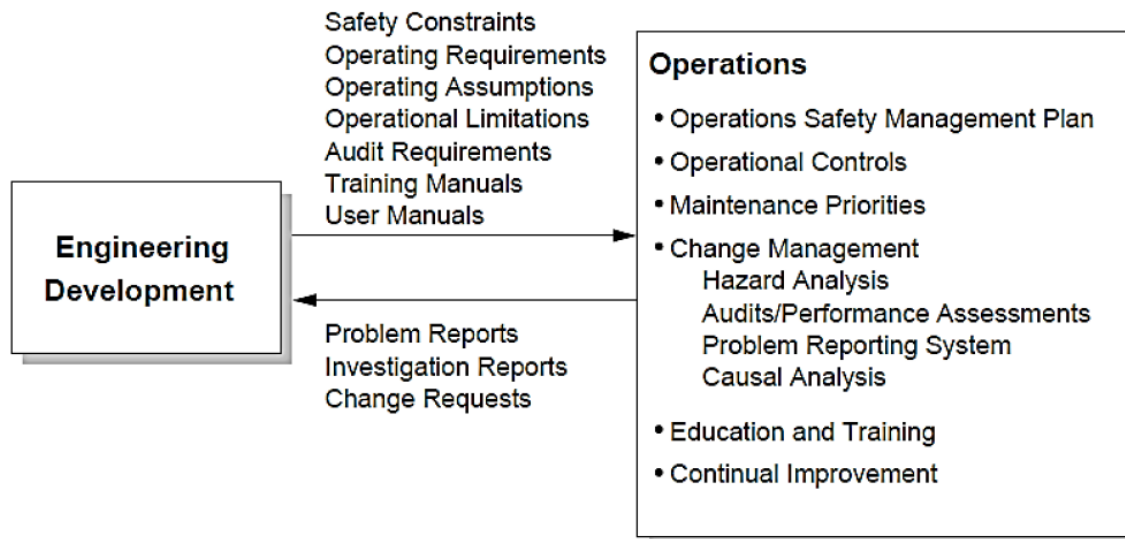 Safety Constraints
Operating Requirements
Operating Assumptions
Operational Limitations
Audit Requirements
Training Manuals
User Manuals
Engineering
Development
Problem Reports
Investigation Reports
Change Requests
Operations
• Operations Safety Management Plan
• Operational Controls
• Maintenance Priorities
• Change Management
Hazard Analysis
Audits/Performance Assessments
Problem Reporting System
Causal Analysis
• Education and Training
• Continual Improvement